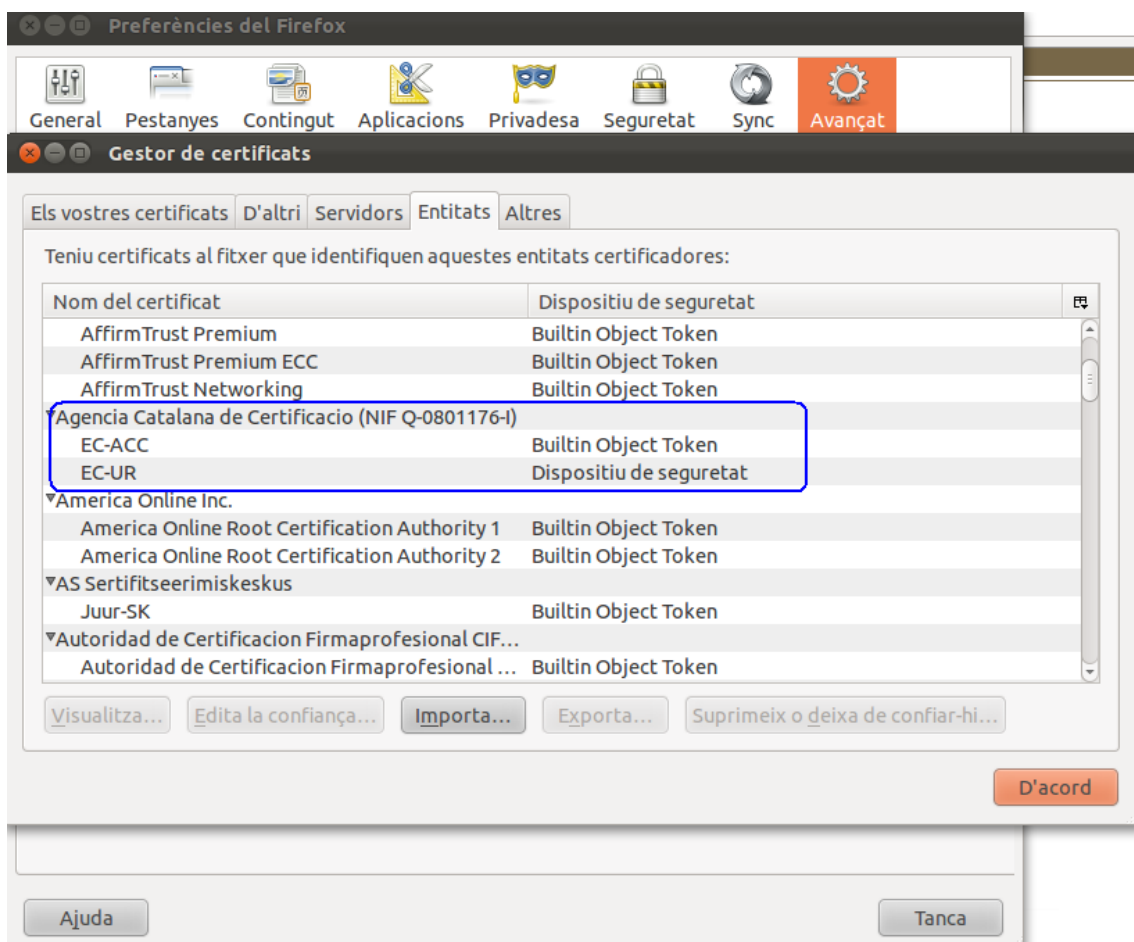 Preferències del Firefox
General Pestanyes Contingut Aplicacions Privadesa Seguretat Sync Avançat
Gestor de certificats
Els vostres certificats D'altri Servidors Entitats Altres
Teniu certificats al fitxer que identifiquen aquestes entitats certificadores:
Nom del certificat Dispositiu de seguretat
AffirmTrust Premium Builtin Object Token
AffirmTrust Premium ECC Builtin Object Token
AffirmTrust Networking Builtin Object Token
Agencia Catalana de Certificacio (NIF Q-0801176-I)
EC-ACC Builtin Object Token
EC-UR Dispositiu de seguretat
America Online Inc.
America Online Root Certification Authority 1 Builtin Object Token
America Online Root Certification Authority 2 Builtin Object Token
AS Sertifitseerimiskeskus
Juur-SK Builtin Object Token
Autoridad de Certificacion Firmaprofesional CIF...
Autoridad de Certificacion Firmaprofesional ... Builtin Object Token
Visualitza... Edita la confiança... Importa... Exporta... Suprimeix o deixa de confiar-hi...
D'acord
Ajuda Tanca